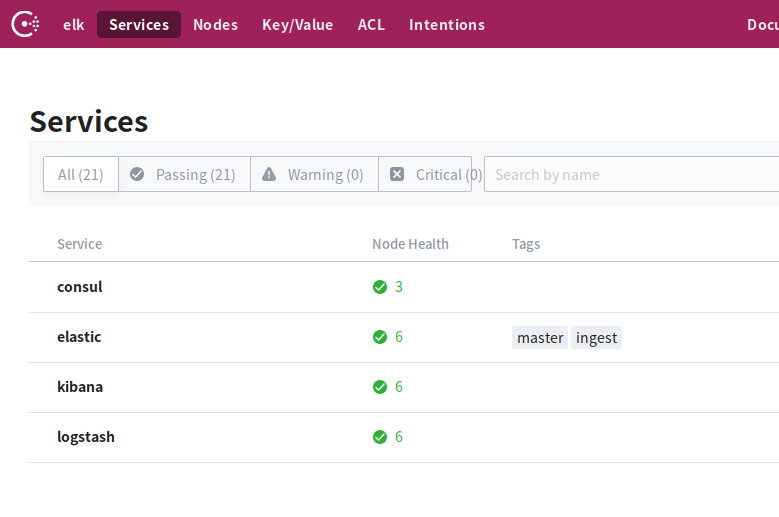 elk Services Nodes Key/Value ACL Intentions Docu
Services
All (21) Passing (21) Warning (0) Critical (0) Search by name
Service Node Health Tags
consul 3
elastic 6 master ingest
kibana 6
logstash 6